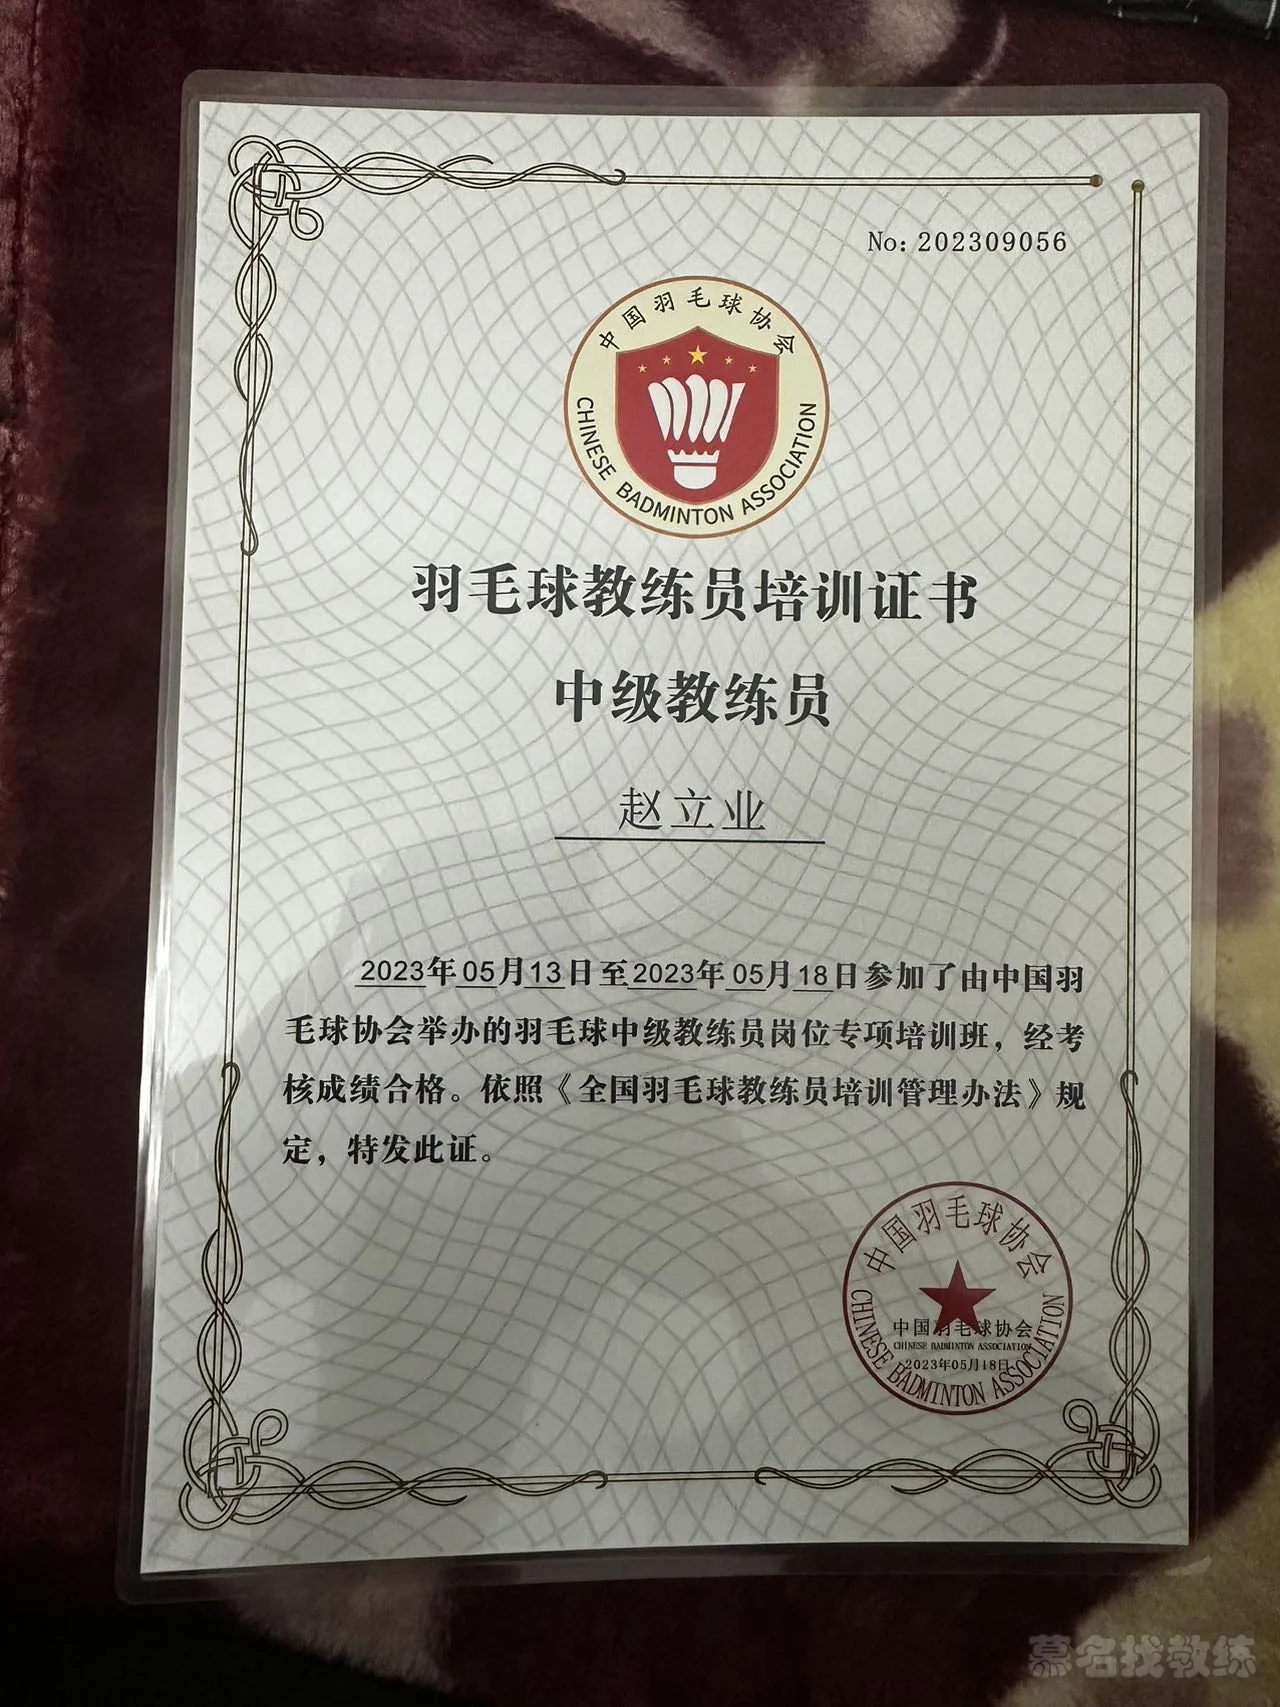 No: 202309056
中国羽毛球协会
CHINESE BADMINTON ASSOCIATION
羽毛球教练员培训证书
中级教练员
赵立业
2023年05月13日至2023年05月18日参加了由中国羽
毛球协会举办的羽毛球中级教练员岗位专项培训班，经考
核成绩合格。依照《全国羽毛球教练员培训管理办法》规
定，特发此证。
中国羽毛球协会
中国羽毛球协会
CHINESE BADMINTON ASSOCIATION
2023年05月18日
CHINESE BADMINTON ASSOCIATION
慕名找教练